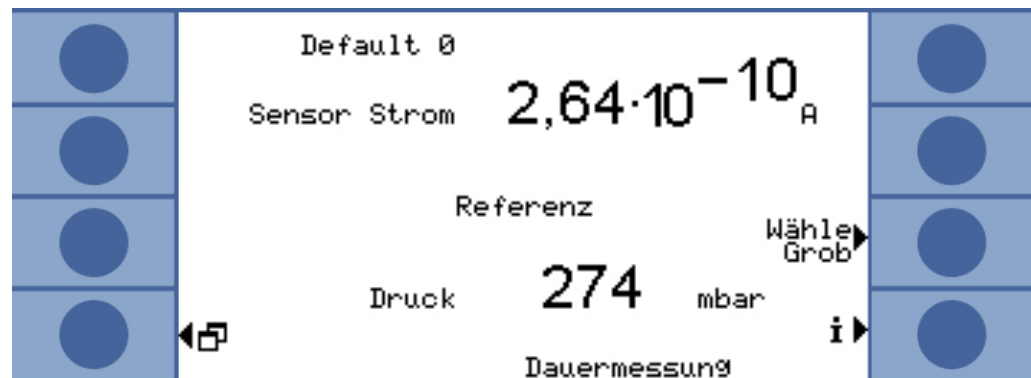 Default 0
Sensor Strom 2,64·10⁻¹⁰ A
Referenz
Wähle
Grob
Druck 274 mbar
i
Dauermessung